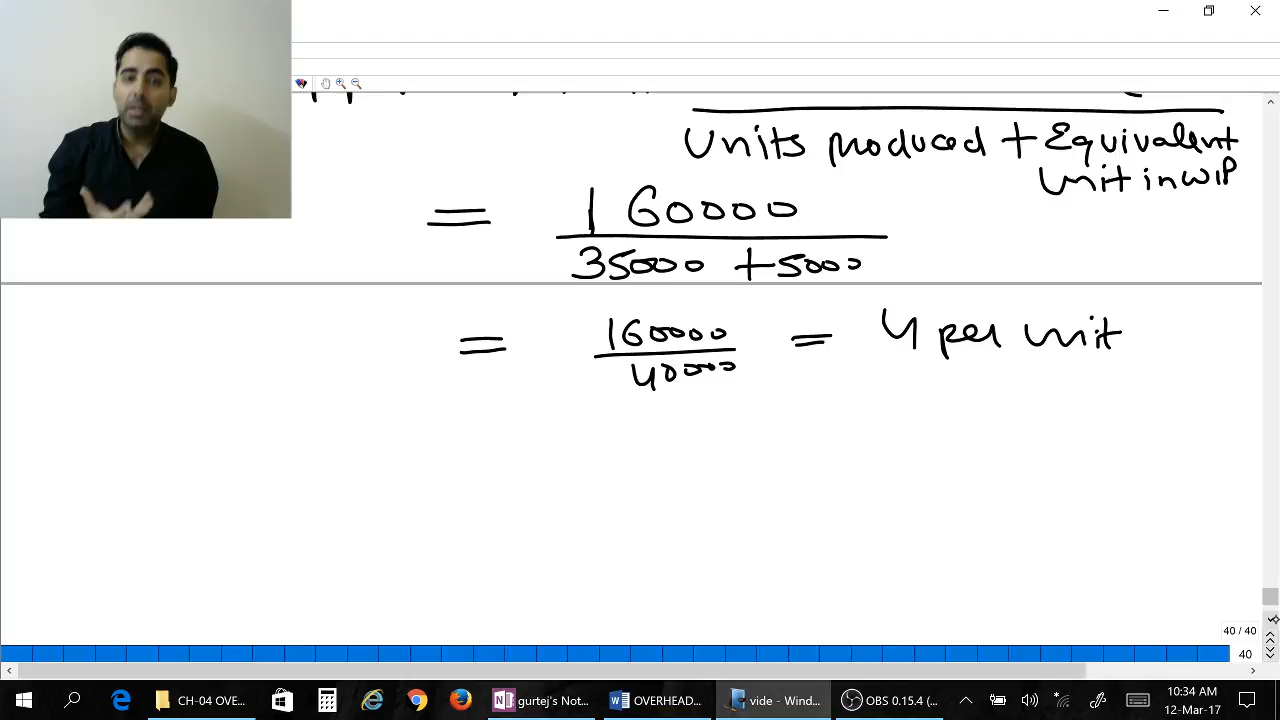 Units produced + Equivalent
Unit in WIP
= 160000
35000 + 5000
= 160000 = 4 per unit
40000
40 / 40
40
CH-04 OVE...
gurtej's Not...
OVERHEAD...
vide - Wind...
OBS 0.15.4 (...
10:34 AM
12-Mar-17